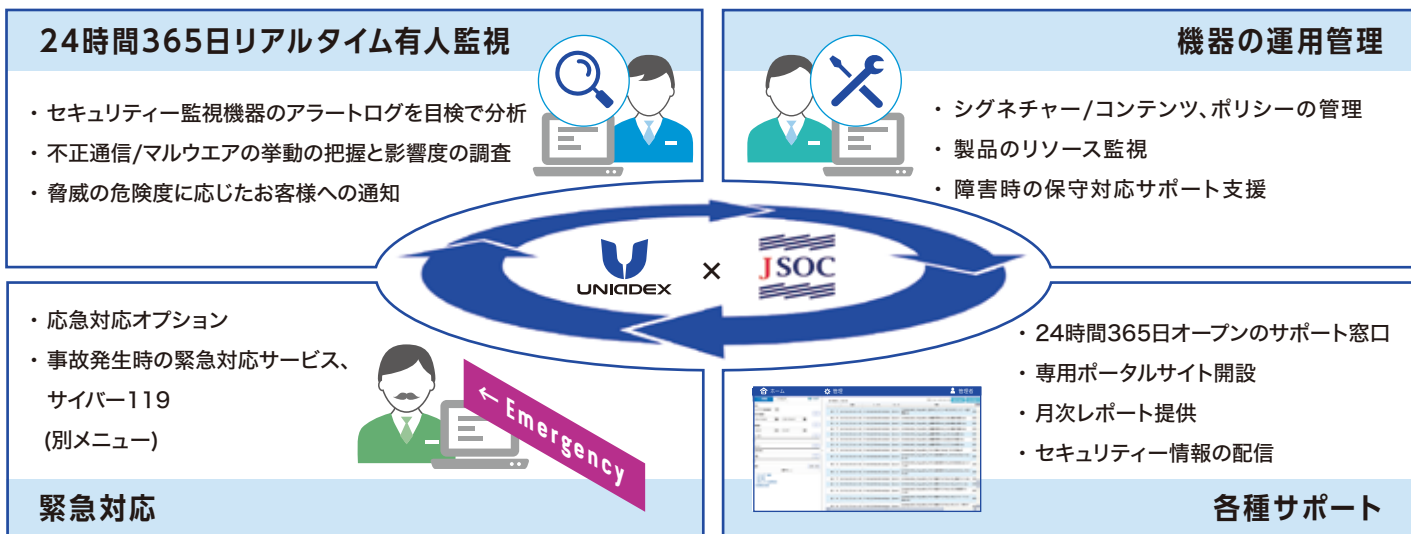 24時間365日リアルタイム有人監視
・ セキュリティー監視機器のアラートログを目検で分析
・ 不正通信/マルウエアの挙動の把握と影響度の調査
・ 脅威の危険度に応じたお客様への通知
機器の運用管理
・ シグネチャー/コンテンツ、ポリシーの管理
・ 製品のリソース監視
・ 障害時の保守対応サポート支援
UNIADEX × JSOC
・ 応急対応オプション
・ 事故発生時の緊急対応サービス、
サイバー119
(別メニュー)
← Emergency
緊急対応
・ 24時間365日オープンのサポート窓口
・ 専用ポータルサイト開設
・ 月次レポート提供
・ セキュリティー情報の配信
ホーム 管理 管理者
各種サポート